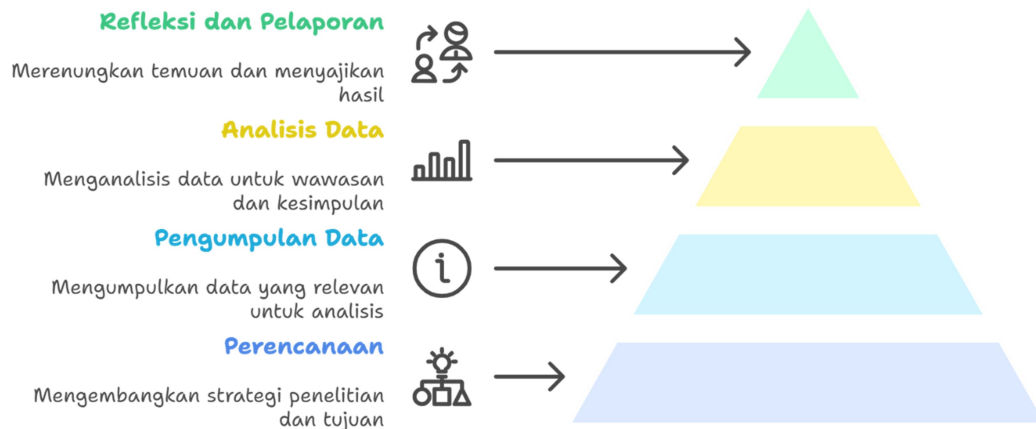 Refleksi dan Pelaporan
Merenungkan temuan dan menyajikan
hasil
Analisis Data
Menganalisis data untuk wawasan
dan kesimpulan
Pengumpulan Data
Mengumpulkan data yang relevan
untuk analisis
Perencanaan
Mengembangkan strategi penelitian
dan tujuan